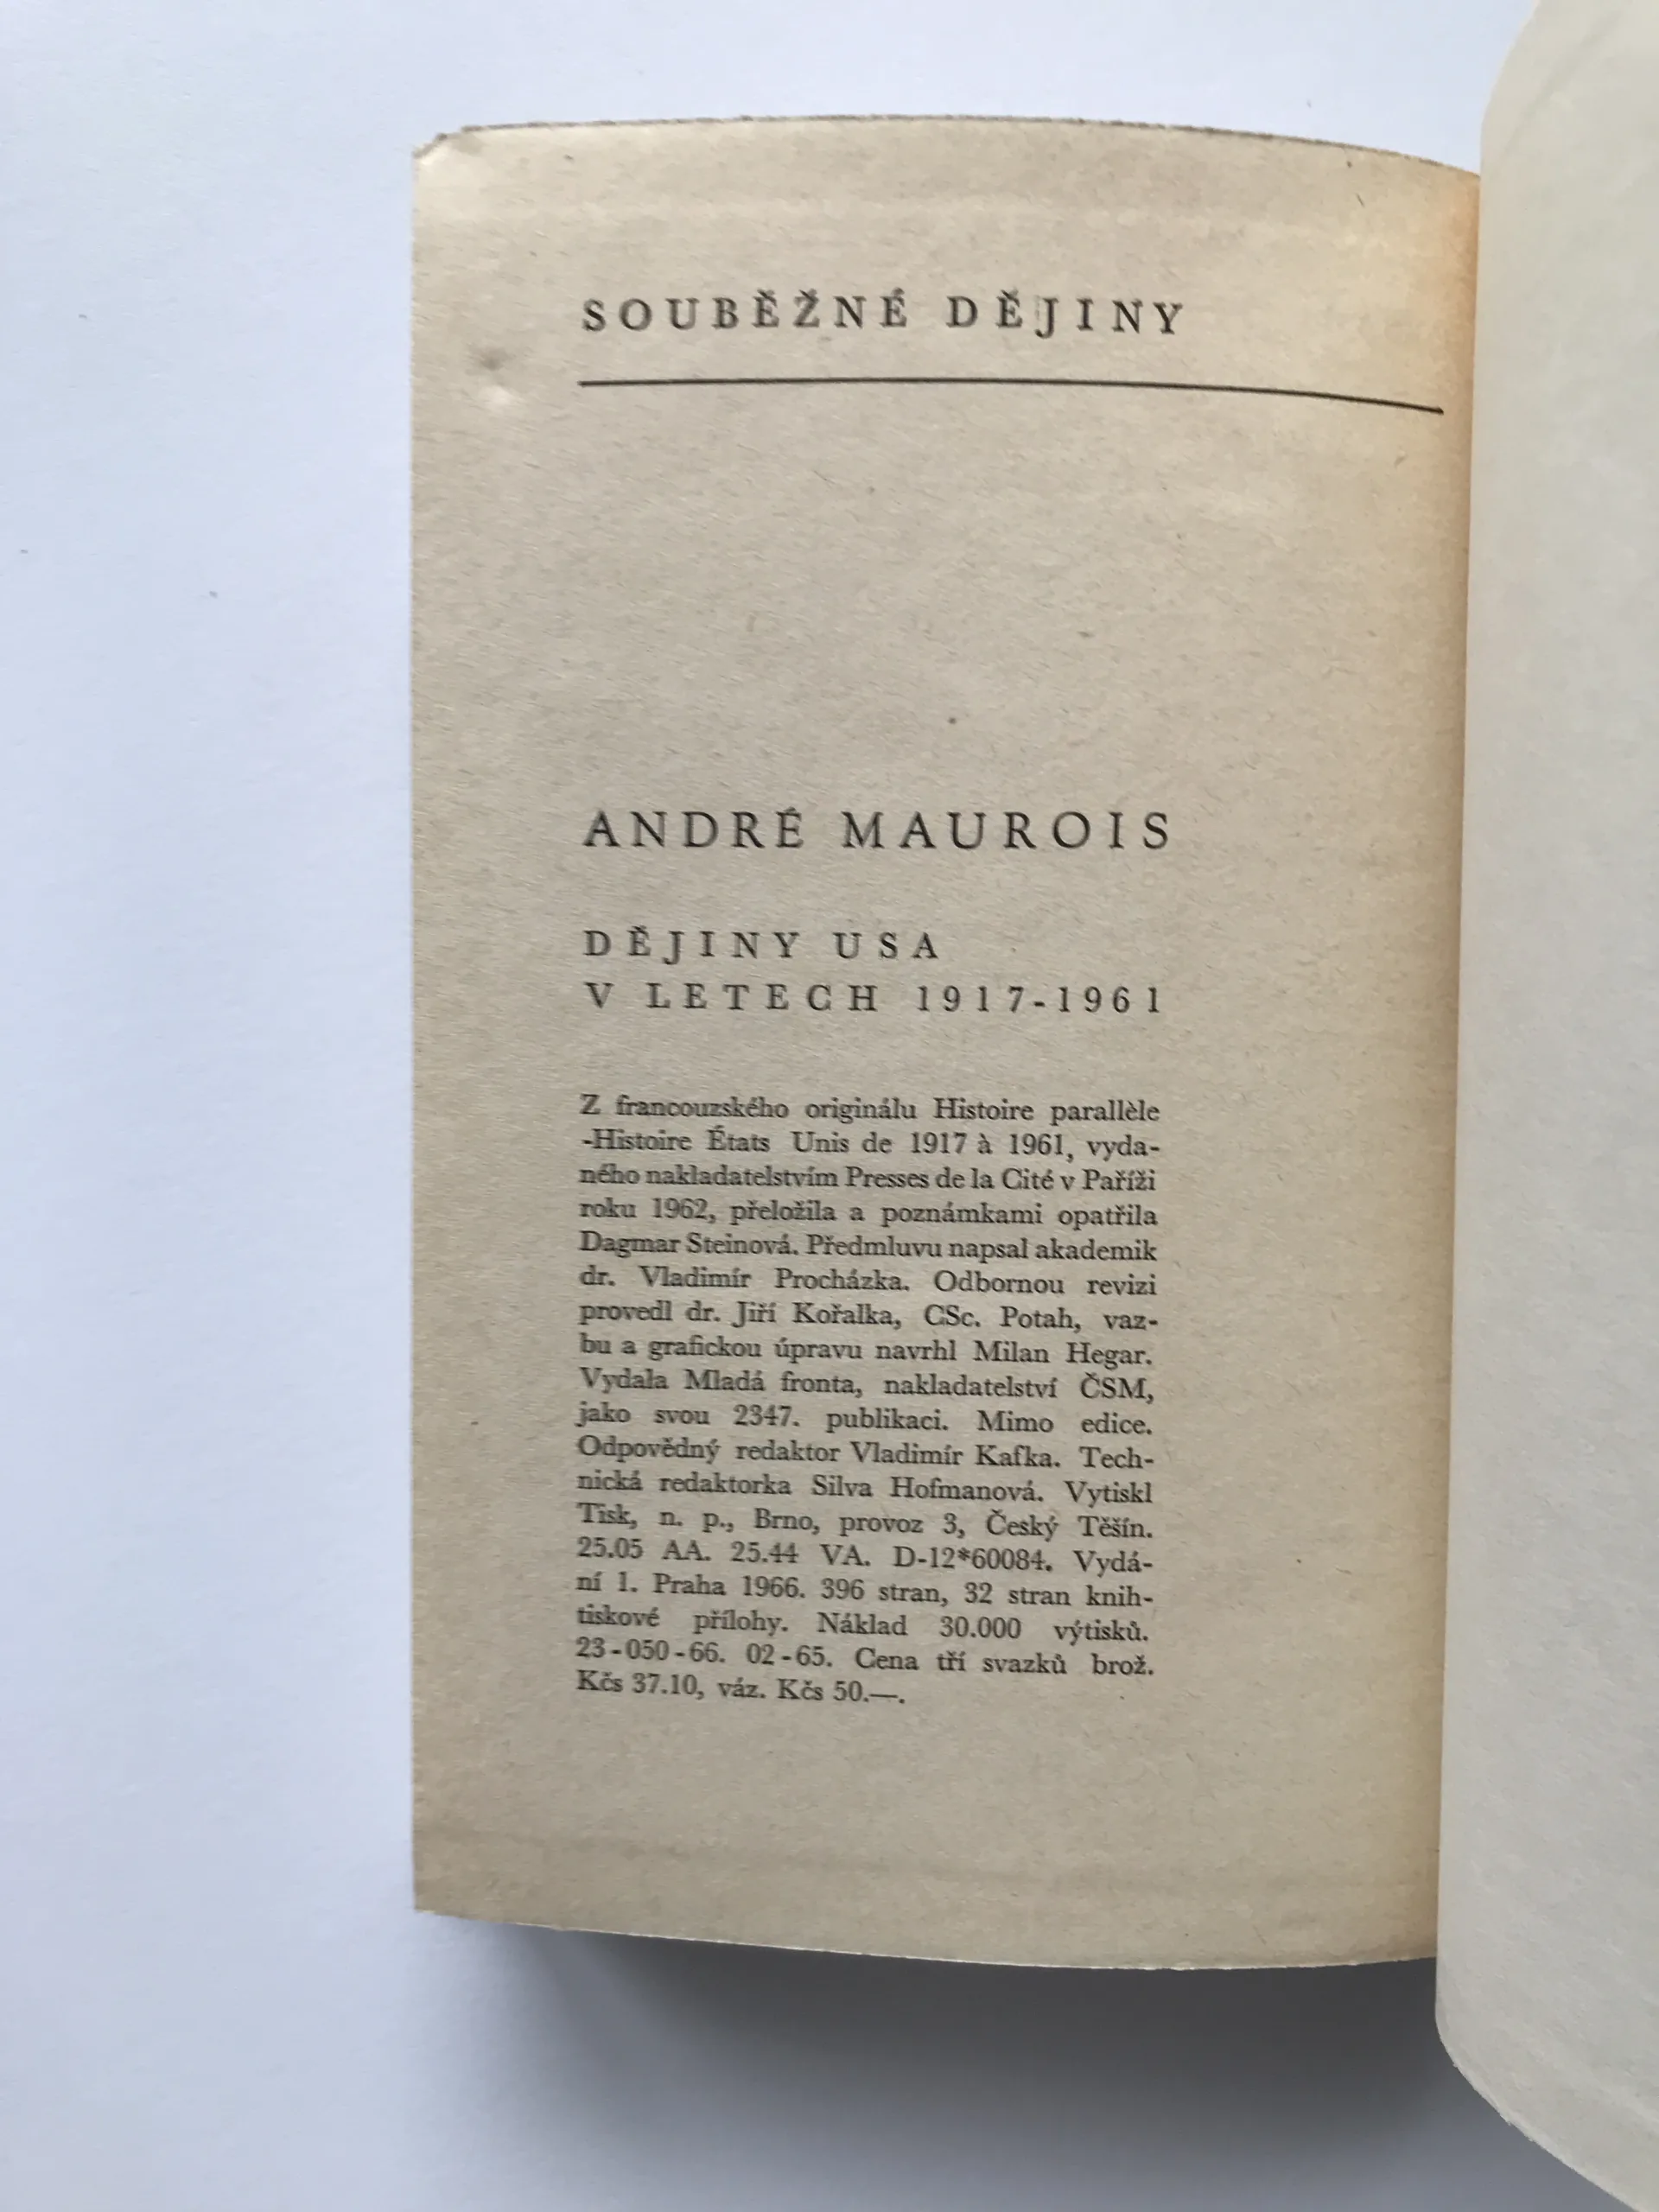 SOUBĚŽNÉ DĚJINY
ANDRÉ MAUROIS
DĚJINY USA
V LETECH 1917-1961
Z francouzského originálu Histoire parallèle
-Histoire États Unis de 1917 à 1961, vyda-
ného nakladatelstvím Presses de la Cité v Paříži
roku 1962, přeložila a poznámkami opatřila
Dagmar Steinová. Předmluvu napsal akademik
dr. Vladimír Procházka. Odbornou revizi
provedl dr. Jiří Kořalka, CSc. Potah, vaz-
bu a grafickou úpravu navrhl Milan Hegar.
Vydala Mladá fronta, nakladatelství ČSM,
jako svou 2347. publikaci. Mimo edice.
Odpovědný redaktor Vladimír Kafka. Tech-
nická redaktorka Silva Hofmanová. Vytiskl
Tisk, n. p., Brno, provoz 3, Český Těšín.
25.05 AA. 25.44 VA. D-12*60084. Vydá-
ní 1. Praha 1966. 396 stran, 32 stran knih-
tiskové přílohy. Náklad 30.000 výtisků.
23-050-66. 02-65. Cena tří svazků brož.
Kčs 37.10, váz. Kčs 50.—.